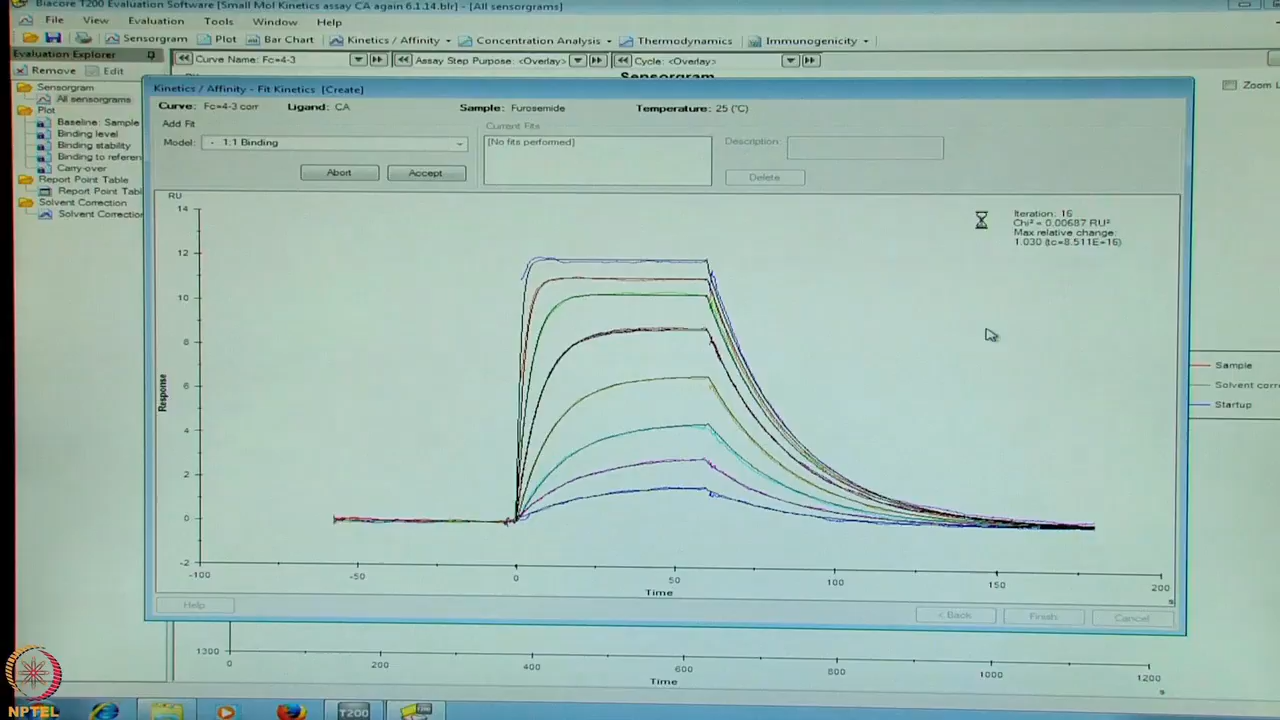 Biacore T200 Evaluation Software [Small Mol Kinetics assay CA again 6.1.14.blr] - [All sensorgrams]
File View Evaluation Tools Window Help
Sensorgram Plot Bar Chart Kinetics / Affinity Concentration Analysis Thermodynamics Immunogenicity
Evaluation Explorer
Curve Name: Fc=4-3 Assay Step Purpose: <Overlay> Cycle: <Overlay>
Remove Edit
Sensorgram
Zoom
Sensorgram
All sensorgrams
Plot
Baseline: Sample
Binding level
Binding stability
Binding to referen
Carry-over
Report Point Table
Report Point Tabl
Solvent Correction
Solvent Correctio
Kinetics / Affinity - Fit Kinetics [Create]
Curve: Fc=4-3 corr Ligand: CA Sample: Furosemide Temperature: 25 (°C)
Add Fit Current Fits
Model: - 1:1 Binding [No fits performed] Description:
Abort Accept Delete
RU
14
12
10
8
6
4
2
0
-2
Response
Iteration: 16
Chi² = 0.00687 RU²
Max relative change:
1.030 (tc=8.511E+16)
-100 -50 0 50 100 150 200
Time
s
Help < Back Finish Cancel
Sample
Solvent corr
Startup
1300
0 200 400 600 800 1000 1200
Time
s
T200
NPTEL